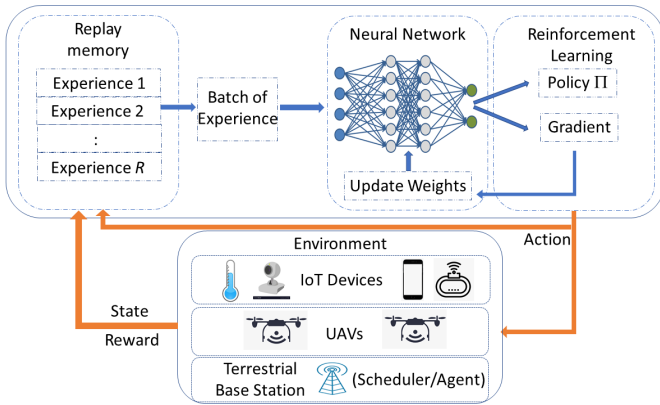 Replay
memory
Experience 1
Experience 2
:
Experience R
Batch of
Experience
Neural Network
Update Weights
Reinforcement
Learning
Policy Π
Gradient
Action
State
Reward
Environment
IoT Devices
UAVs
Terrestrial
Base Station
(Scheduler/Agent)